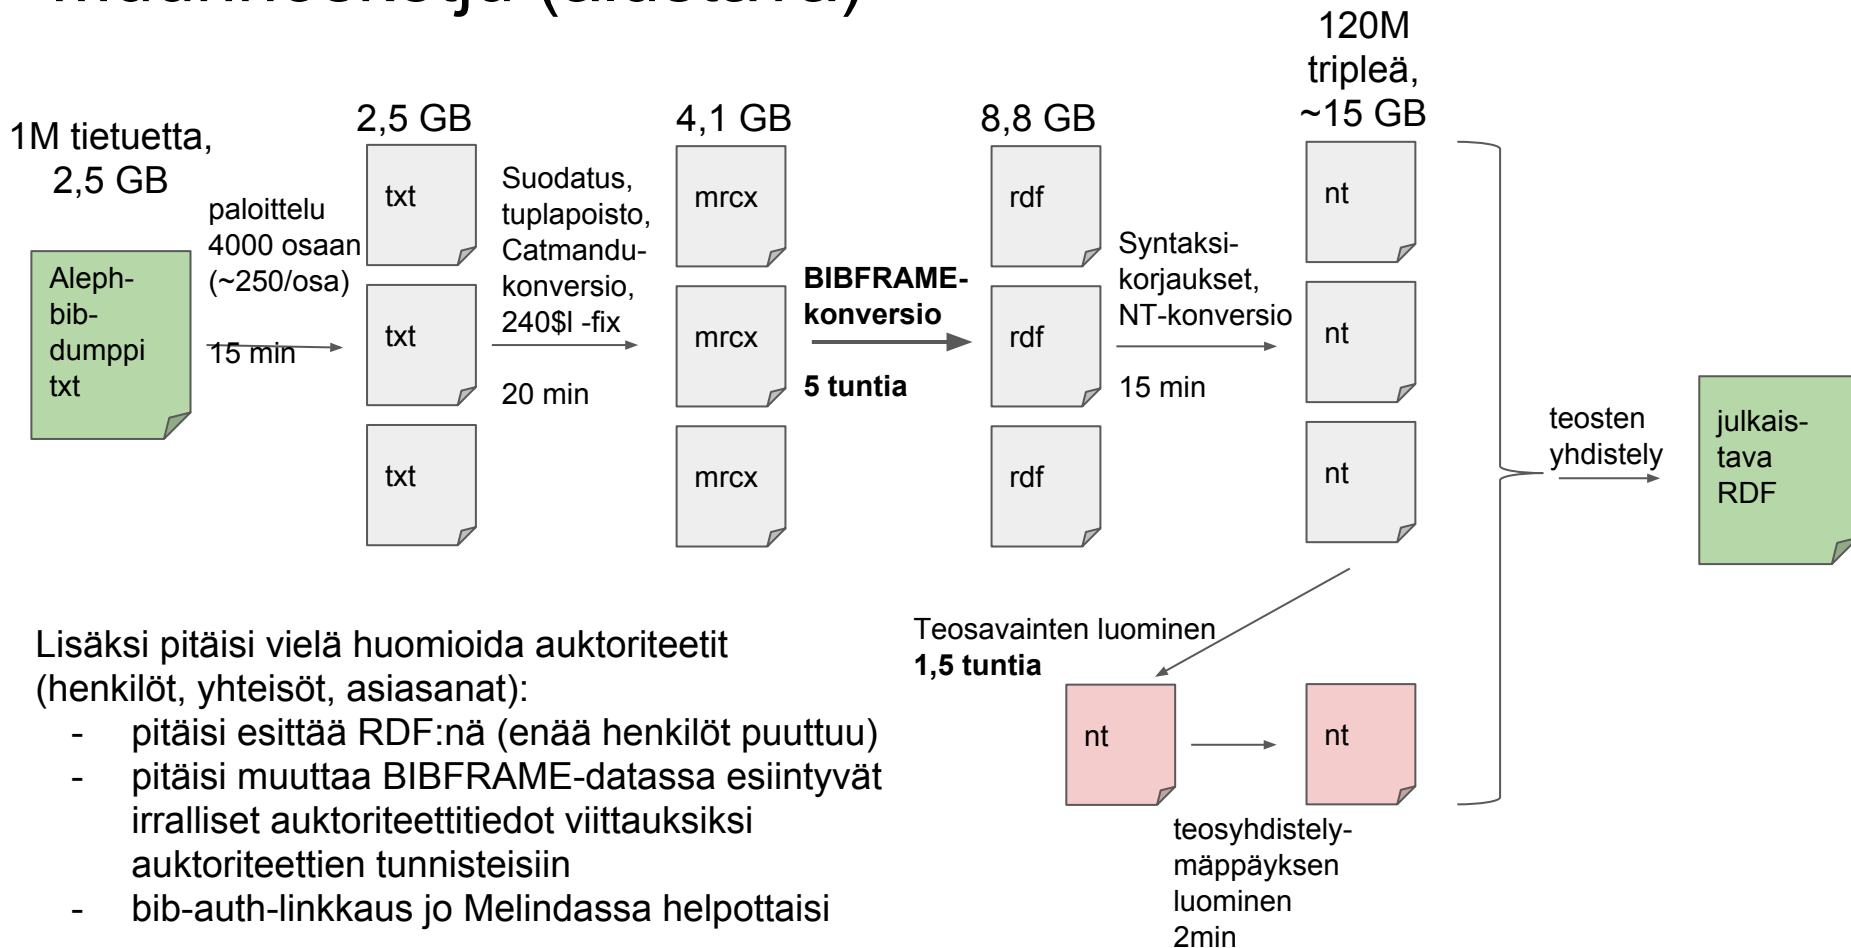 muunnosketju (alustava)
1M tietuetta,
2,5 GB
Aleph-
bib-
dumppi
txt
paloittelu
4000 osaan
(~250/osa)
15 min
2,5 GB
txt
txt
txt
Suodatus,
tuplapoisto,
Catmandu-
konversio,
240$l -fix
20 min
4,1 GB
mrcx
mrcx
mrcx
BIBFRAME-
konversio
5 tuntia
8,8 GB
rdf
rdf
rdf
Syntaksi-
korjaukset,
NT-konversio
15 min
120M
tripleä,
~15 GB
nt
nt
nt
teosten
yhdistely
julkais-
tava
RDF
Teosavainten luominen
1,5 tuntia
nt
nt
teosyhdistely-
mäppäyksen
luominen
2min
Lisäksi pitäisi vielä huomioida auktoriteetit
(henkilöt, yhteisöt, asiasanat):
- pitäisi esittää RDF:nä (enää henkilöt puuttuu)
- pitäisi muuttaa BIBFRAME-datassa esiintyvät
irralliset auktoriteettitiedot viittauksiksi
auktoriteettien tunnisteisiin
- bib-auth-linkkaus jo Melindassa helpottaisi